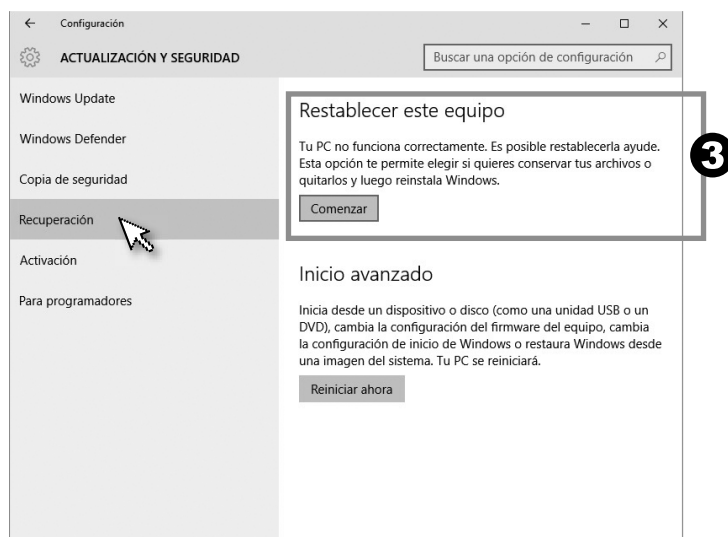 Configuración
ACTUALIZACIÓN Y SEGURIDAD
Buscar una opción de configuración
Windows Update
Windows Defender
Copia de seguridad
Recuperación
Activación
Para programadores
Restablecer este equipo
Tu PC no funciona correctamente. Es posible restablecerla ayude.
Esta opción te permite elegir si quieres conservar tus archivos o
quitarlos y luego reinstala Windows.
Comenzar
3
Inicio avanzado
Inicia desde un dispositivo o disco (como una unidad USB o un
DVD), cambia la configuración del firmware del equipo, cambia
la configuración de inicio de Windows o restaura Windows desde
una imagen del sistema. Tu PC se reiniciará.
Reiniciar ahora